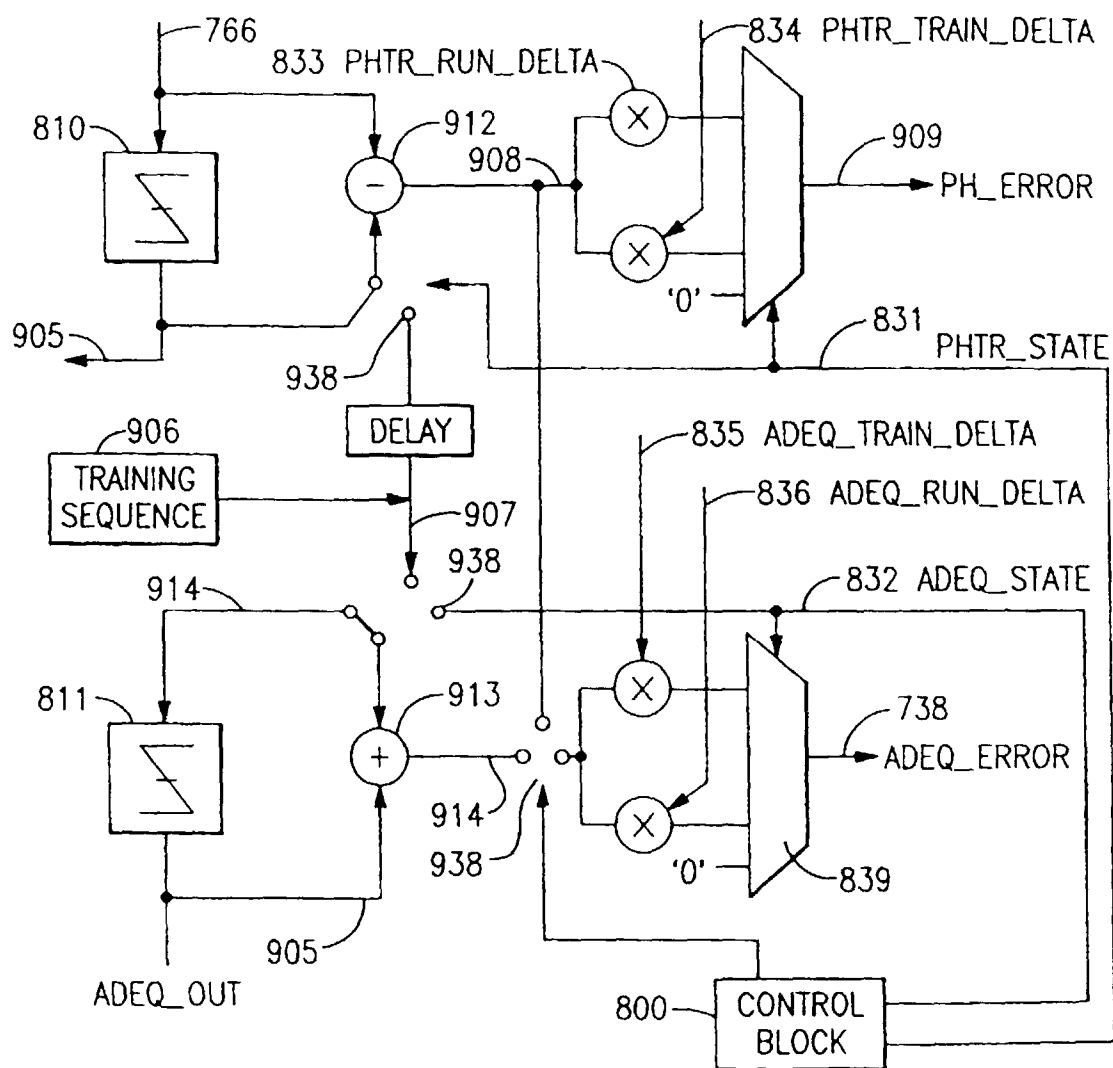 766
834 PHTR_TRAIN_DELTA
833 PHTR_RUN_DELTA
810
912
908
909
PH_ERROR
'0'
905
938
831
PHTR_STATE
906
DELAY
TRAINING
SEQUENCE
907
835 ADEQ_TRAIN_DELTA
836 ADEQ_RUN_DELTA
914
938
832 ADEQ_STATE
811
913
738
ADEQ_ERROR
914
938
'0'
839
905
ADEQ_OUT
800
CONTROL
BLOCK
X
X
X
X
-
+